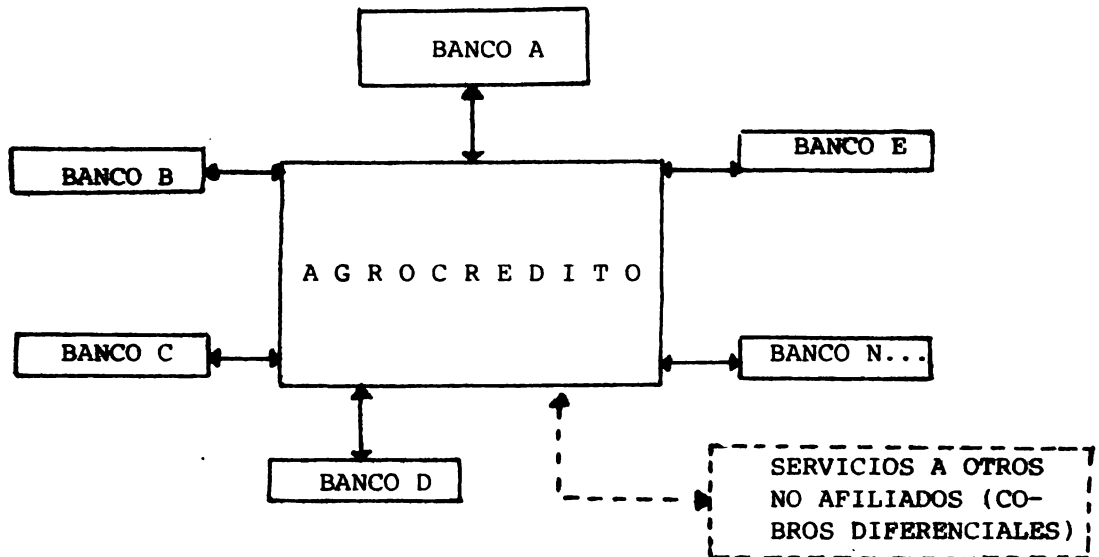 BANCO A
BANCO B
BANCO E
A G R O C R E D I T O
BANCO C
BANCO N...
BANCO D
SERVICIOS A OTROS
NO AFILIADOS (CO-
BROS DIFERENCIALES)